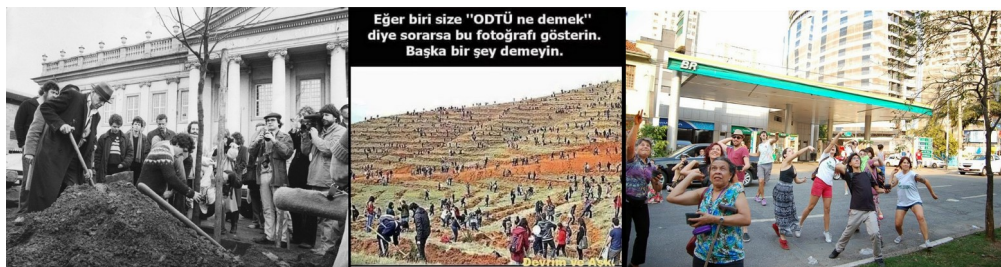 Eğer biri size "ODTÜ ne demek"
diye sorarsa bu fotoğrafı gösterin.
Başka bir şey demeyin.
Devrim ve Aşk
BR